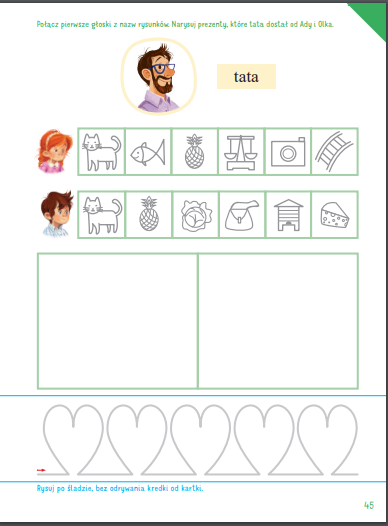 Połącz pierwsze głoski z nazw rysunków. Narysuj prezenty, które tata dostał od Ady i Olka.
tata
Rysuj po śladzie, bez odrywania kredki od kartki.
45